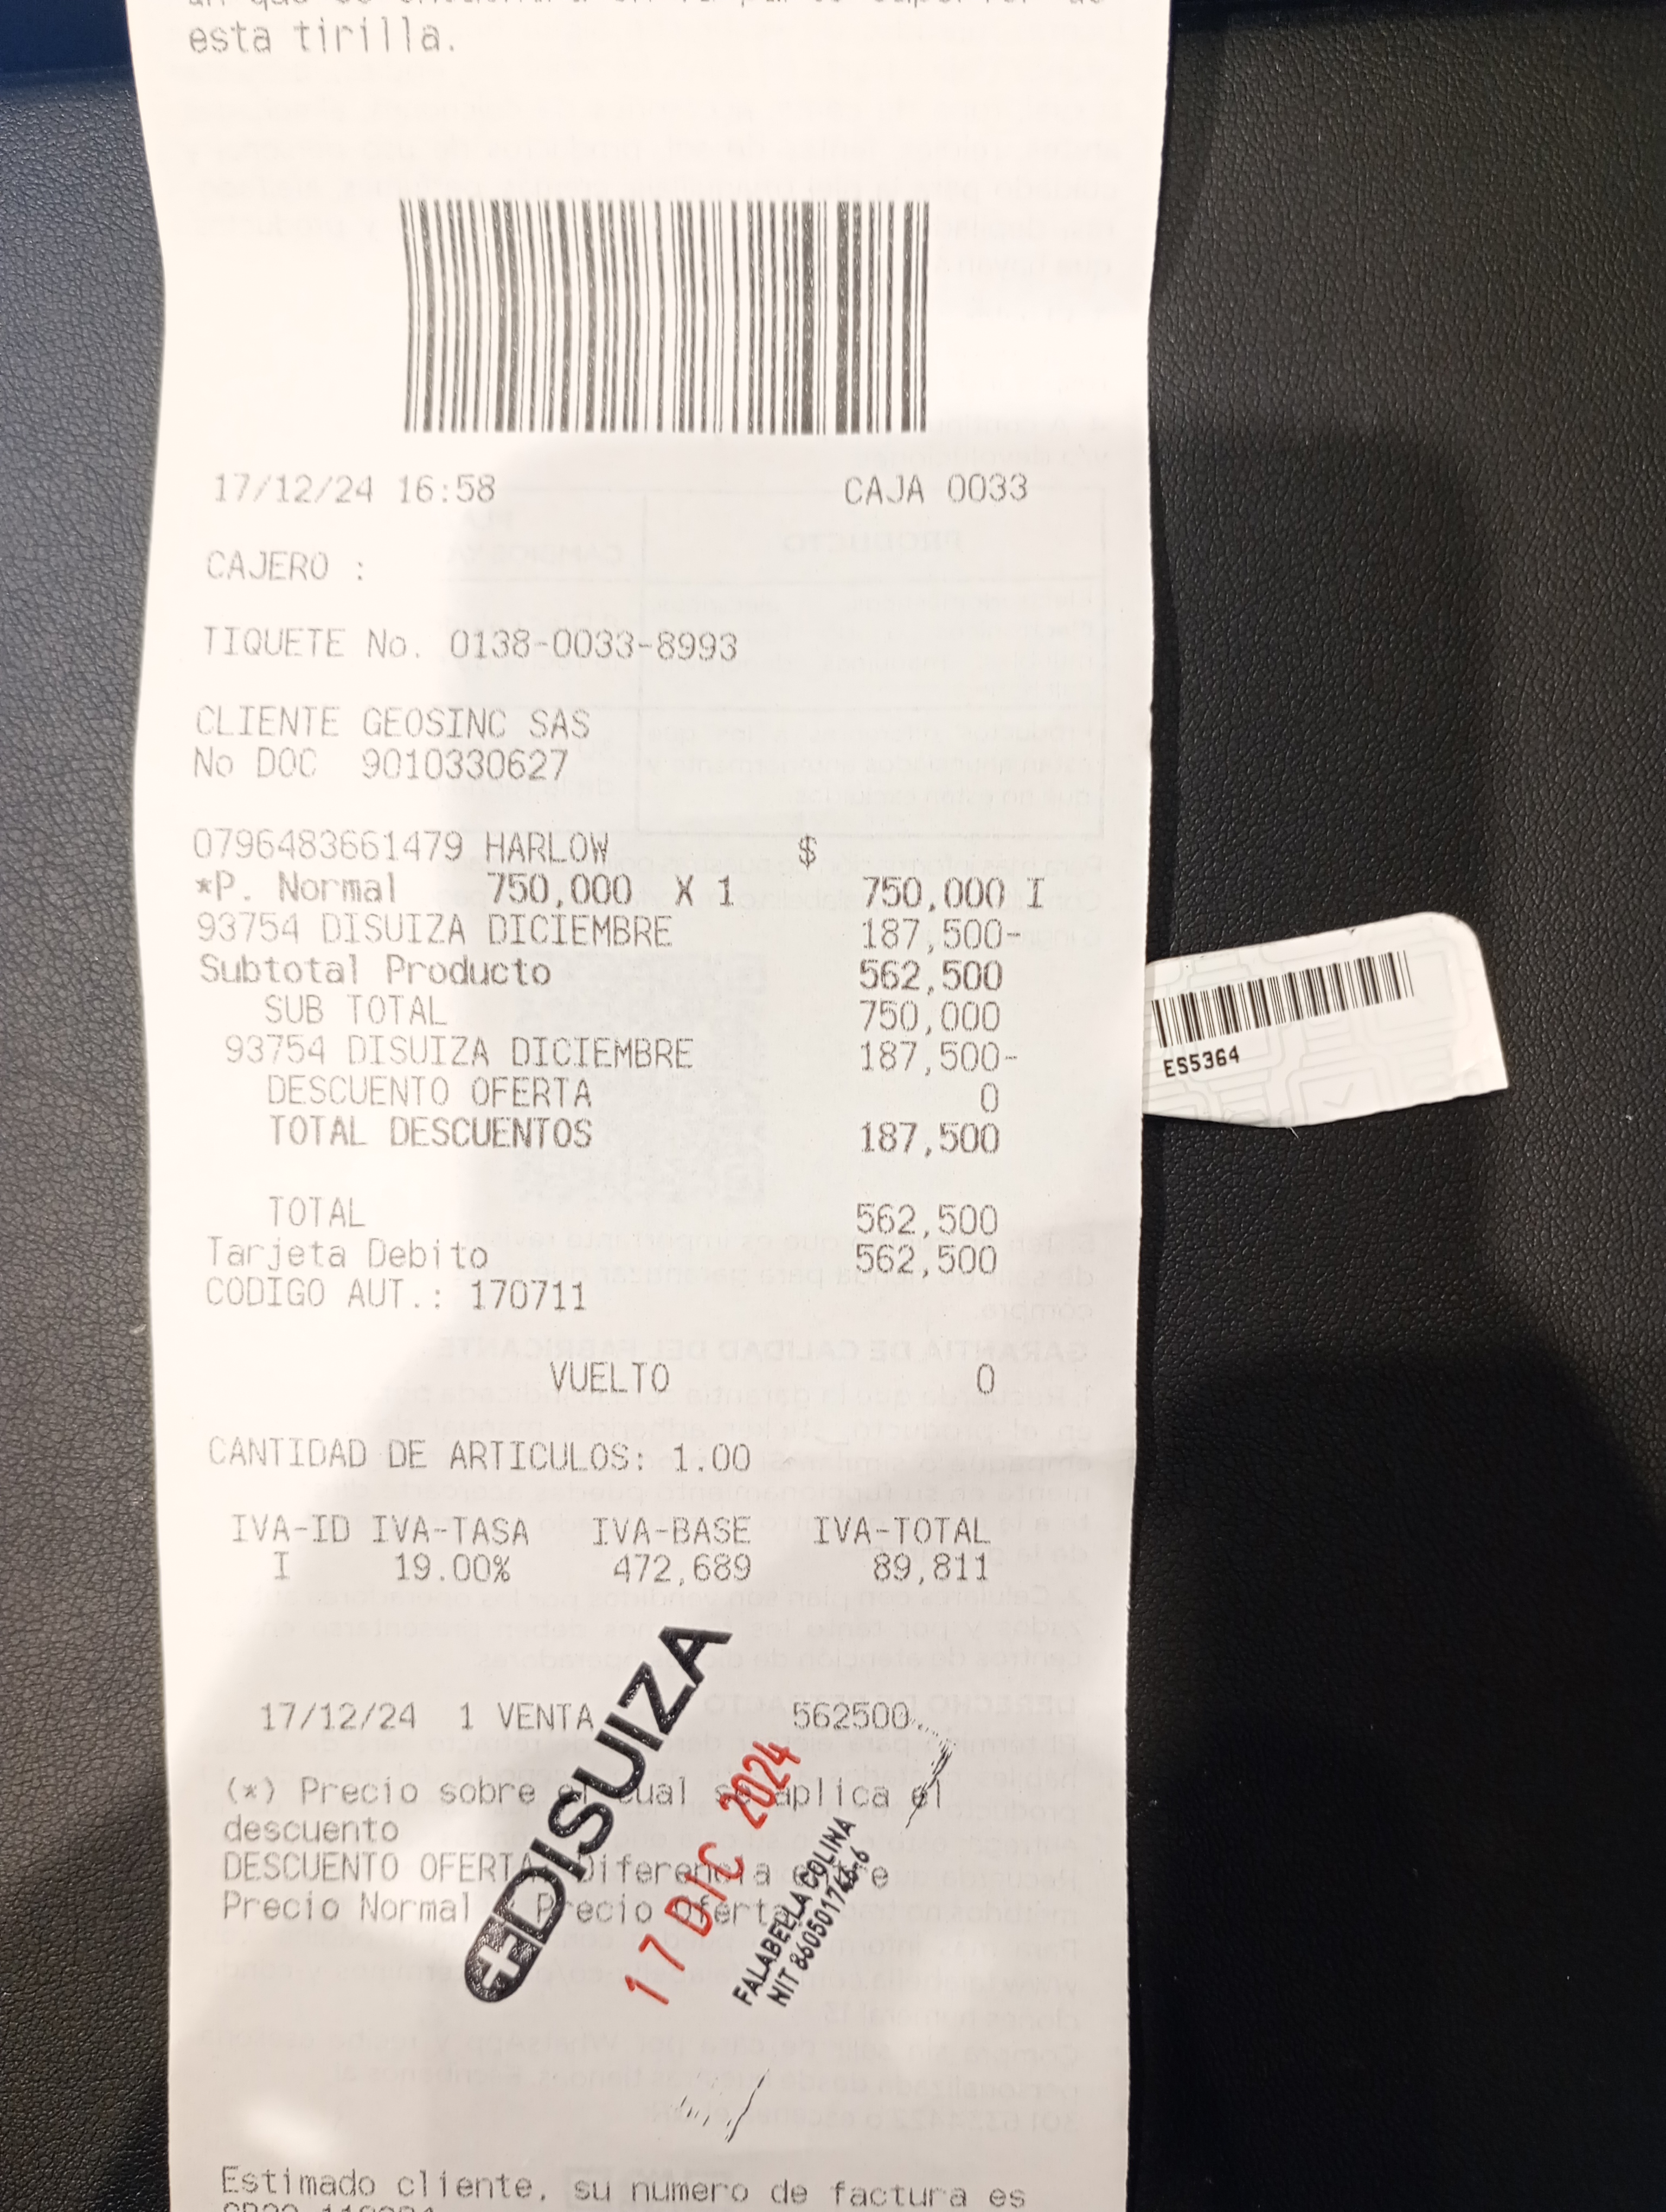 esta tirilla.
17/12/24 16:58 CAJA 0033
CAJERO :
TIQUETE No. 0138-0033-8993
CLIENTE GEOSINC SAS
No DOC 9010330627
0796483661479 HARLOW $
*P. Normal 750,000 X 1 750,000 I
93754 DISUIZA DICIEMBRE 187,500-
Subtotal Producto 562,500
SUB TOTAL 750,000
93754 DISUIZA DICIEMBRE 187,500-
DESCUENTO OFERTA 0
TOTAL DESCUENTOS 187,500
TOTAL 562,500
Tarjeta Debito 562,500
CODIGO AUT.: 170711
VUELTO 0
CANTIDAD DE ARTICULOS: 1.00
IVA-ID IVA-TASA IVA-BASE IVA-TOTAL
I 19.00% 472,689 89,811
17/12/24 1 VENTA 562500
(*) Precio sobre el cual se aplica el
descuento
DESCUENTO OFERTA: Diferencia entre
Precio Normal y Precio Oferta
DISUIZA
17 DIC 2024
FALABELLA COLINA
NIT 860501746-6
Estimado cliente, su numero de factura es
ES5364